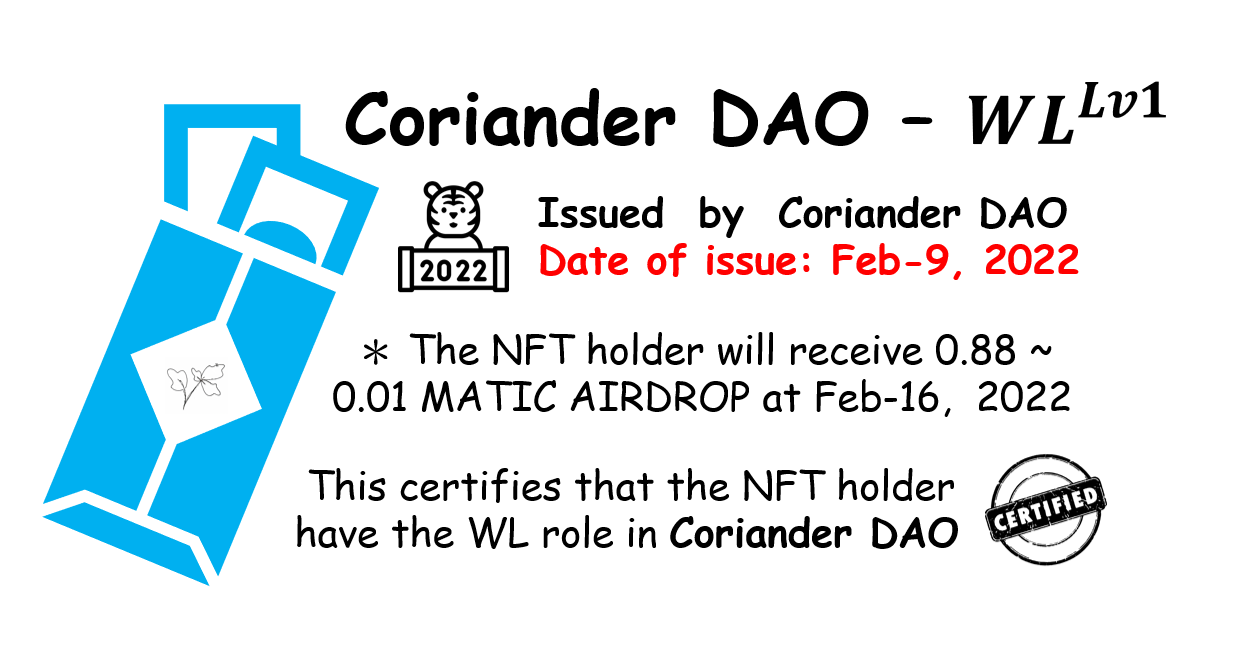 Coriander DAO – WL^Lv1
Issued by Coriander DAO
2022
Date of issue: Feb-9, 2022
* The NFT holder will receive 0.88 ~
0.01 MATIC AIRDROP at Feb-16, 2022
This certifies that the NFT holder
have the WL role in Coriander DAO
CERTIFIED